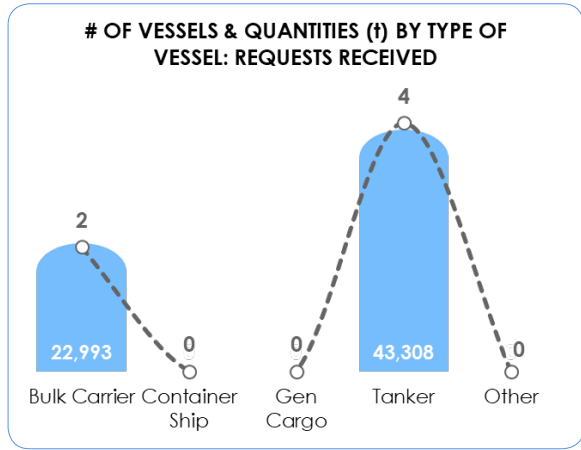 # OF VESSELS & QUANTITIES (t) BY TYPE OF
VESSEL: REQUESTS RECEIVED
4
2
0
0
0
22,993
43,308
Bulk Carrier
Container
Ship
Gen
Cargo
Tanker
Other